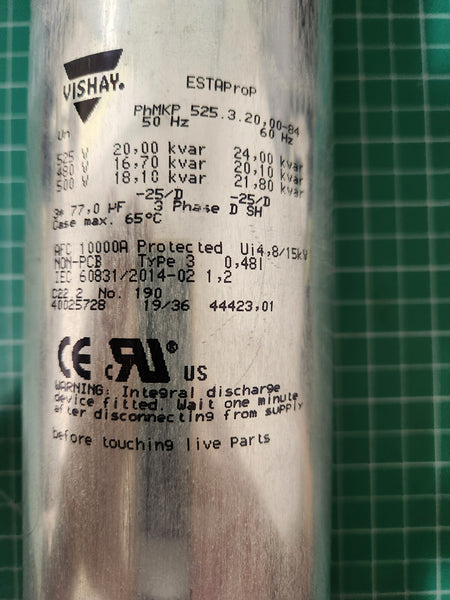 VISHAY.
ESTAProp
PhMKP 525.3.20,00-84
Un 50 Hz 60 Hz
525 V 20,00 kvar 24,00 kvar
480 V 16,70 kvar 20,10 kvar
500 V 18,10 kvar 21,80 kvar
-25/D -25/D
3* 77,0 µF 3 Phase D SH
Case max. 65°C
AFC 10000A Protected Ui4,8/15kV
NON-PCB Type 3 0,48l
IEC 60831/2014-02 1,2
C22.2 No. 190
40025728 19/36 44423,01
CE c RU ® US
WARNING: Integral discharge
device fitted. Wait one minute
after disconnecting from supply
before touching live parts